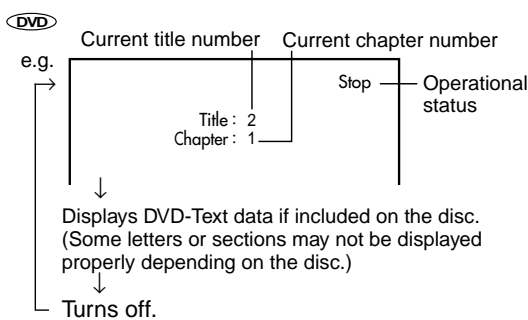 DVD
Current title number Current chapter number
e.g.
Stop
Operational
status
Title : 2
Chapter : 1
Displays DVD-Text data if included on the disc.
(Some letters or sections may not be displayed
properly depending on the disc.)
Turns off.